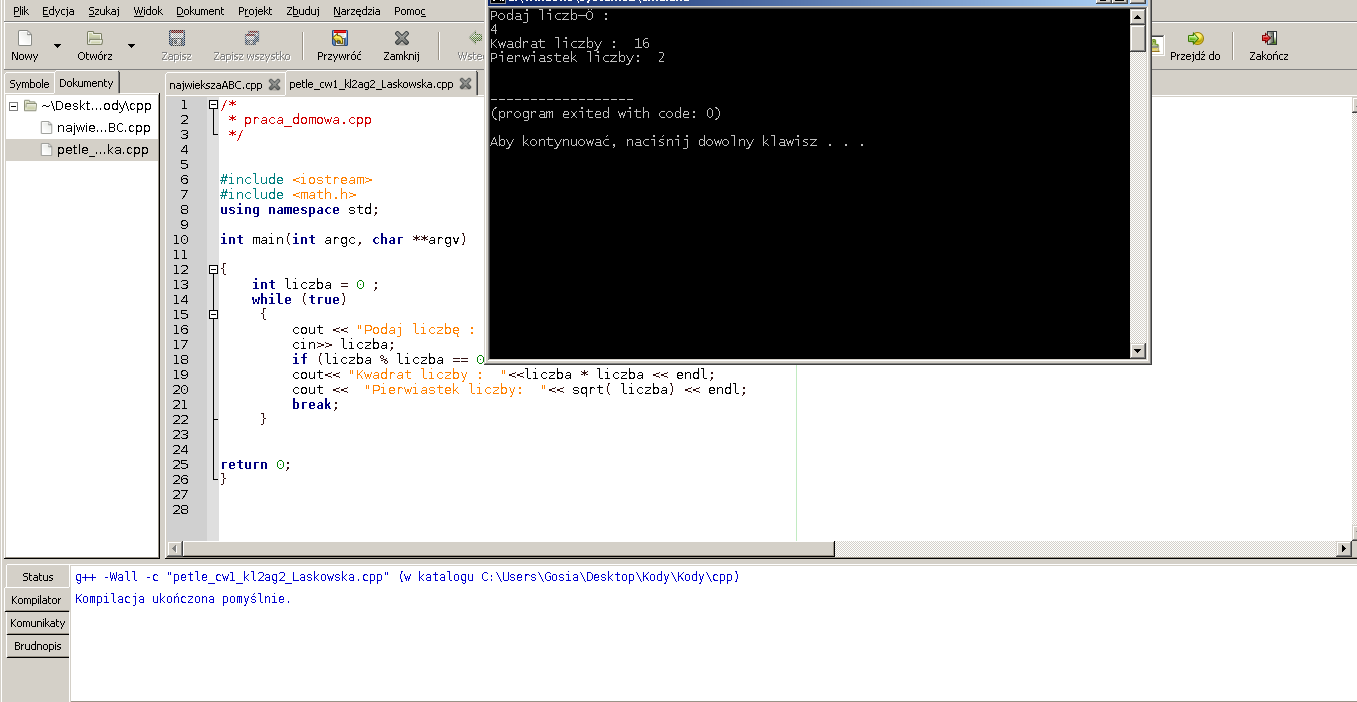 Plik Edycja Szukaj Widok Dokument Projekt Zbuduj Narzędzia Pomoc
Nowy Otwórz Zapisz Zapisz wszystko Przywróć Zamknij Przejdź do Zakończ
Symbole Dokumenty
~\Deskt...ody\cpp
najwie...BC.cpp
petle_...ka.cpp
najwiekszaABC.cpp petle_cw1_kl2ag2_Laskowska.cpp
1 /*
2 * praca_domowa.cpp
3 */
4
5
6 #include <iostream>
7 #include <math.h>
8 using namespace std;
9
10 int main(int argc, char **argv)
11
12 {
13 int liczba = 0 ;
14 while (true)
15 {
16 cout << "Podaj liczbę :
17 cin>> liczba;
18 if (liczba % liczba == 0
19 cout<< "Kwadrat liczby :  "<<liczba * liczba << endl;
20 cout <<  "Pierwiastek liczby:  "<< sqrt( liczba) << endl;
21 break;
22 }
23
24
25 return 0;
26 }
27
28
Podaj liczb─Ö :
4
Kwadrat liczby :  16
Pierwiastek liczby:  2
------------------
(program exited with code: 0)
Aby kontynuować, naciśnij dowolny klawisz . . .
Status
Kompilator
Komunikaty
Brudnopis
g++ -Wall -c "petle_cw1_kl2ag2_Laskowska.cpp" (w katalogu C:\Users\Gosia\Desktop\Kody\Kody\cpp)
Kompilacja ukończona pomyślnie.